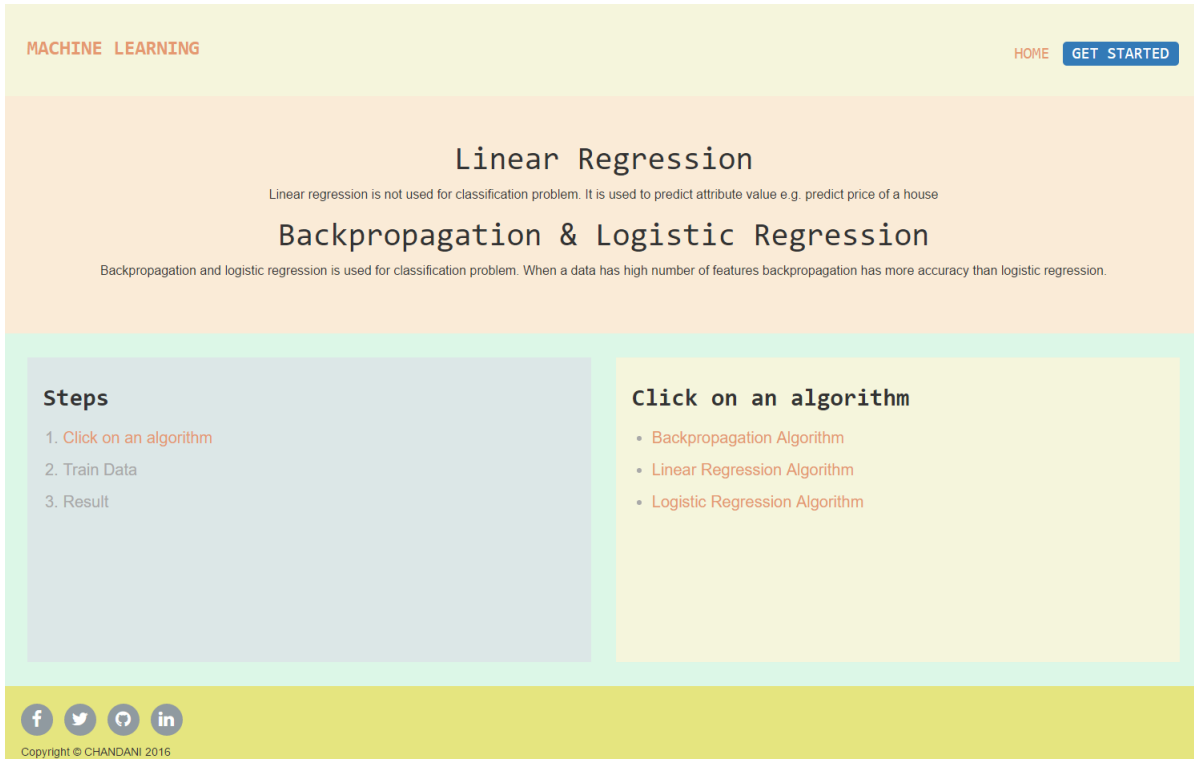 MACHINE LEARNING
HOME GET STARTED
Linear Regression
Linear regression is not used for classification problem. It is used to predict attribute value e.g. predict price of a house
Backpropagation & Logistic Regression
Backpropagation and logistic regression is used for classification problem. When a data has high number of features backpropagation has more accuracy than logistic regression.
Steps
1. Click on an algorithm
2. Train Data
3. Result
Click on an algorithm
• Backpropagation Algorithm
• Linear Regression Algorithm
• Logistic Regression Algorithm
f in
Copyright © CHANDANI 2016